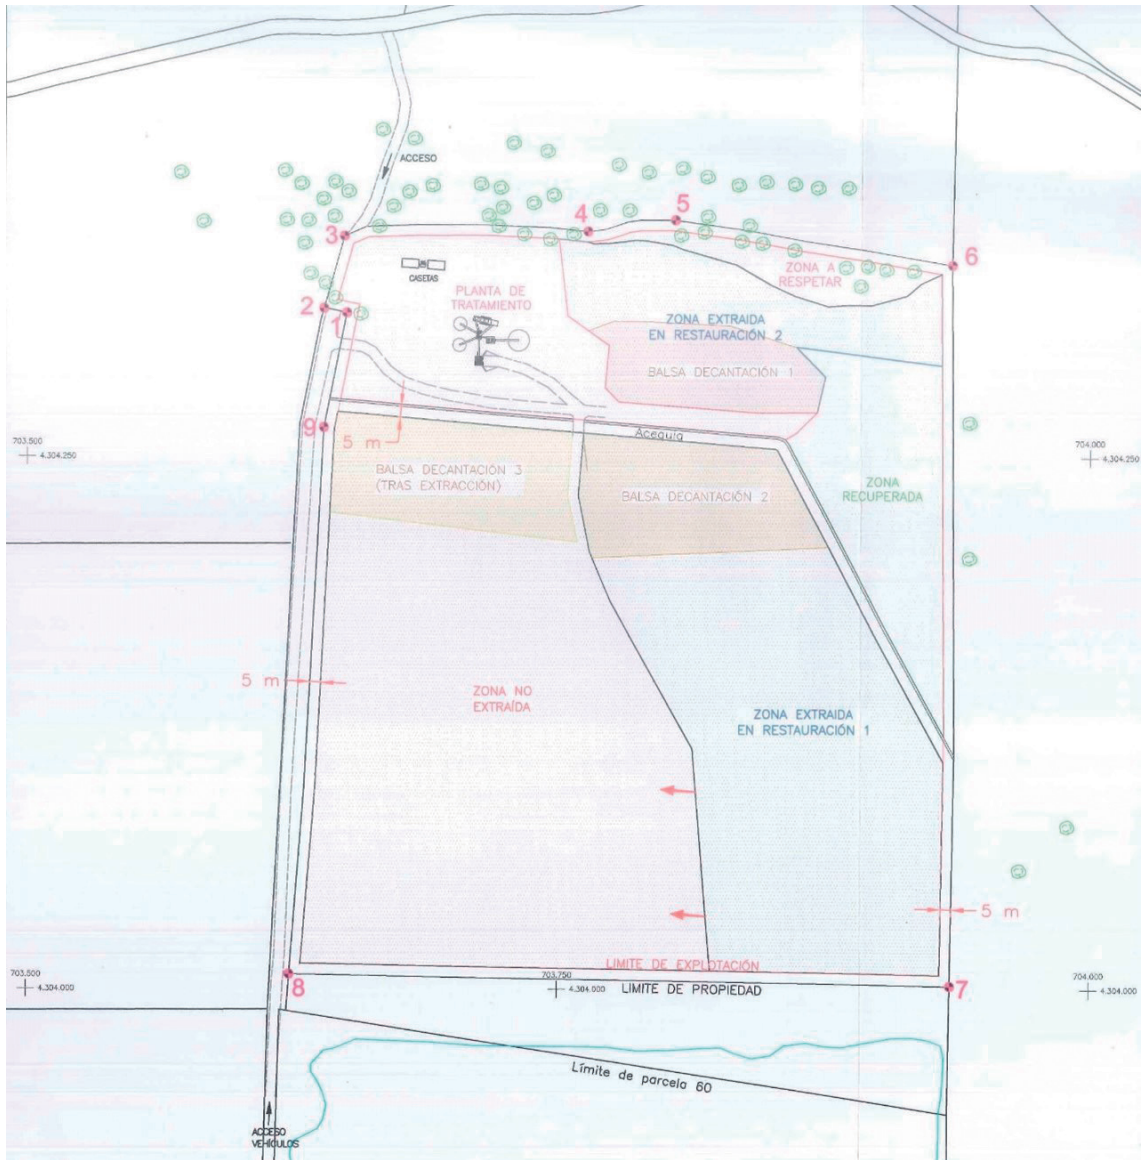 ACCESO
5
4
3
6
CASETAS
ZONA A
RESPETAR
PLANTA DE
TRATAMIENTO
2
1
ZONA EXTRAIDA
EN RESTAURACIÓN 2
BALSA DECANTACIÓN 1
9
5 m
Acequia
703.500
4.304.250
704.000
4.304.250
BALSA DECANTACIÓN 3
(TRAS EXTRACCIÓN)
BALSA DECANTACIÓN 2
ZONA
RECUPERADA
5 m
ZONA NO
EXTRAÍDA
ZONA EXTRAIDA
EN RESTAURACIÓN 1
5 m
LIMITE DE EXPLOTACIÓN
703.500
4.304.000
8
703.750
4.304.000
LÍMITE DE PROPIEDAD
7
704.000
4.304.000
Límite de parcela 60
ACCESO
VEHÍCULOS